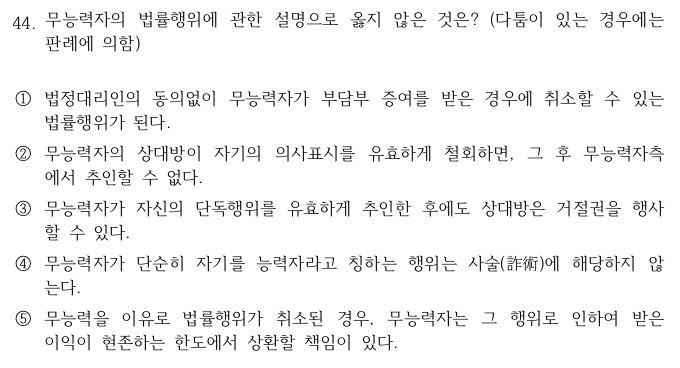 44. 무능력자의 법률행위에 관한 설명으로 옳지 않은 것은? (다툼이 있는 경우에는
판례에 의함)
① 법정대리인의 동의없이 무능력자가 부담부 증여를 받은 경우에 취소할 수 있는
법률행위가 된다.
② 무능력자의 상대방이 자기의 의사표시를 유효하게 철회하면, 그 후 무능력자측
에서 추인할 수 없다.
③ 무능력자가 자신의 단독행위를 유효하게 추인한 후에도 상대방은 거절권을 행사
할 수 있다.
④ 무능력자가 단순히 자기를 능력자라고 칭하는 행위는 사술(詐術)에 해당하지 않
는다.
⑤ 무능력을 이유로 법률행위가 취소된 경우, 무능력자는 그 행위로 인하여 받은
이익이 현존하는 한도에서 상환할 책임이 있다.